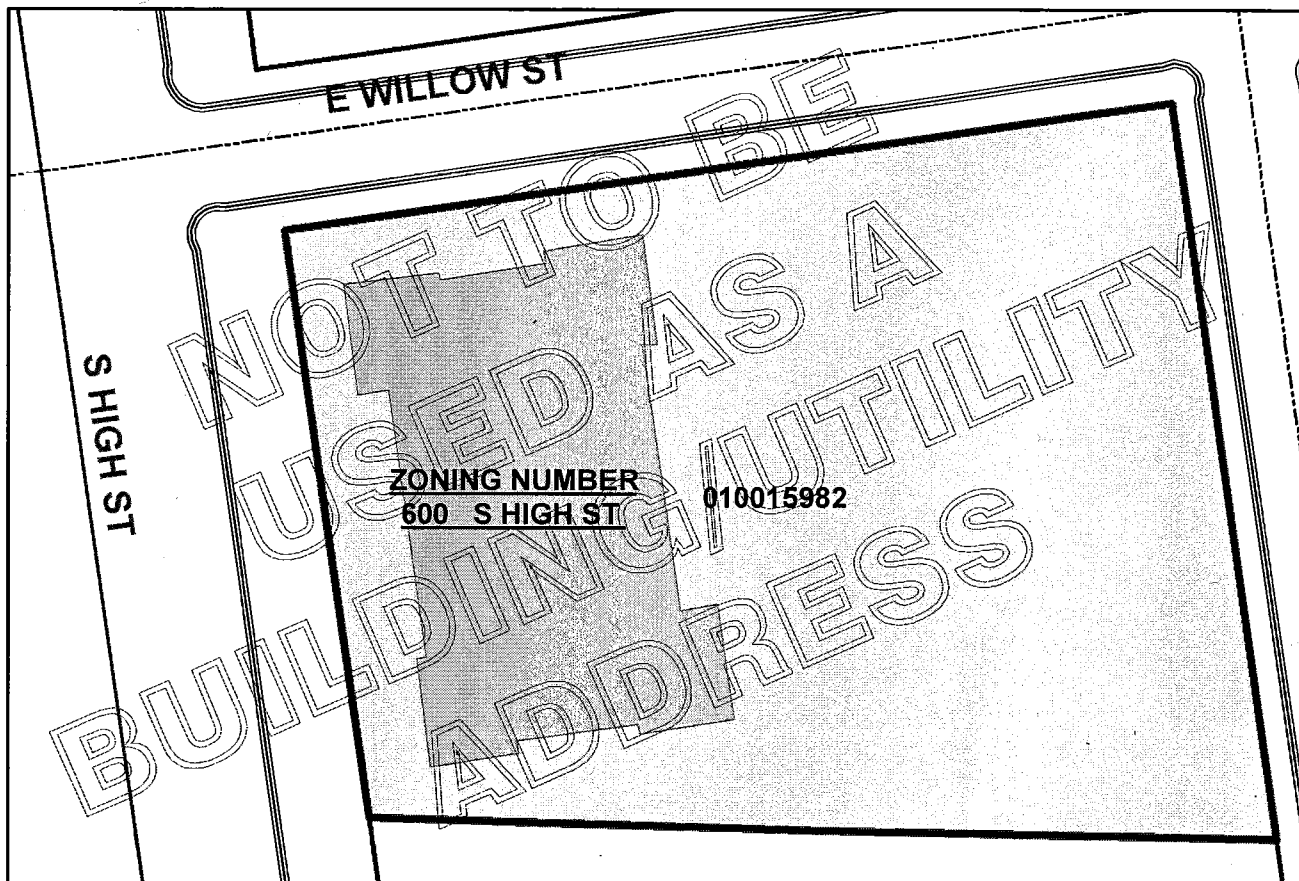 E WILLOW ST
S HIGH ST
NOT TO BE
USED AS A
BUILDING/UTILITY
ADDRESS
ZONING NUMBER
600 S HIGH ST
010015982